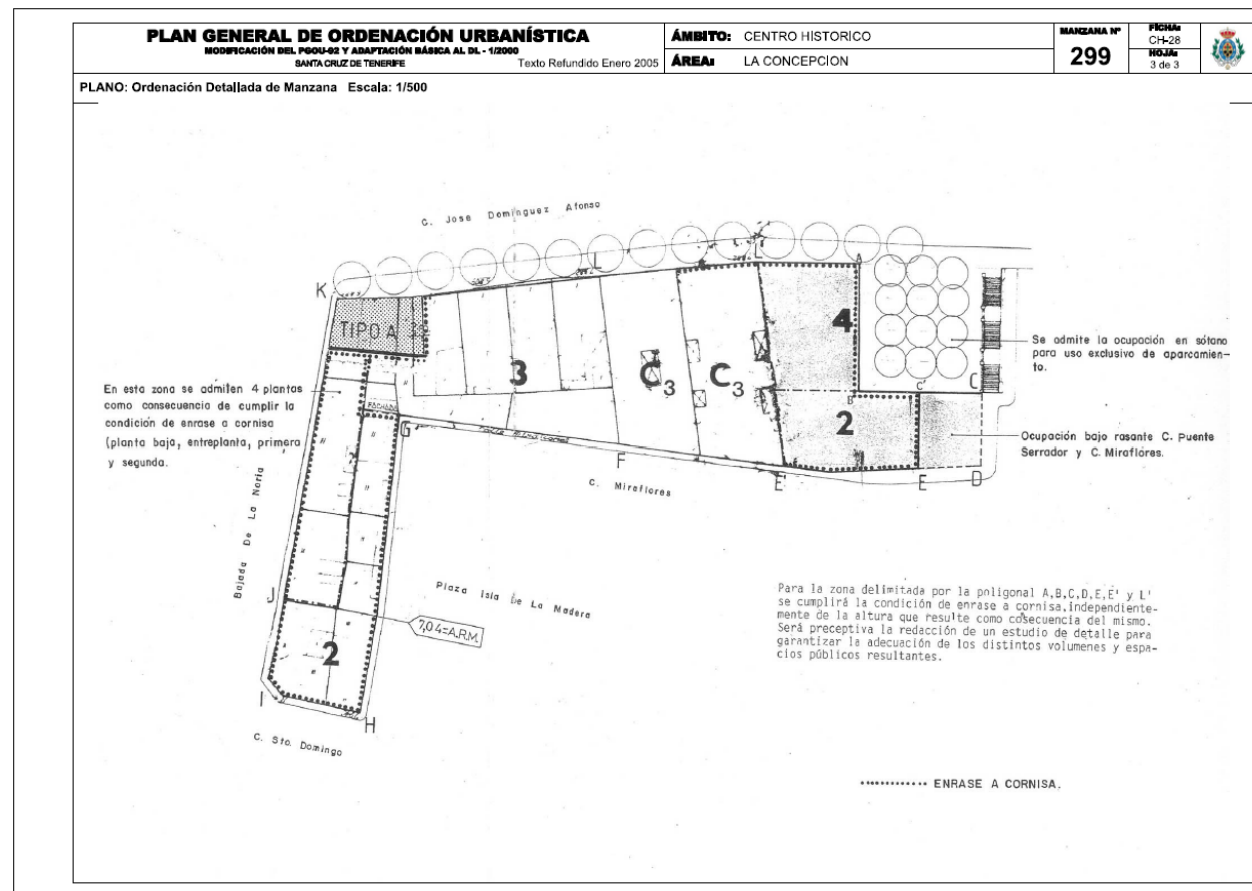 PLAN GENERAL DE ORDENACIÓN URBANÍSTICA
MODIFICACIÓN DEL PGOU-92 Y ADAPTACIÓN BÁSICA AL DL - 1/2000
SANTA CRUZ DE TENERIFE
Texto Refundido Enero 2005
ÁMBITO: CENTRO HISTORICO
ÁREA: LA CONCEPCION
MANZANA Nº
299
FICHA:
CH-28
HOJA:
3 de 3
PLANO: Ordenación Detallada de Manzana Escala: 1/500
C. Jose Dominguez Afonso
K
L
L'
A
TIPO A
4
3
C3
C3
Se admite la ocupación en sótano
para uso exclusivo de aparcamien-
to.
C
C'
B
2
En esta zona se admiten 4 plantas
como consecuencia de cumplir la
condición de enrase a cornisa
(planta baja, entreplanta, primera
y segunda.
FACHADA
G
F
C. Miraflores
E'
E
D
Ocupación bajo rasante C. Puente
Serrador y C. Miraflores.
Bajada De La Noria
Plaza Isla De La Madera
J
7,04=A.R.M.
2
I
H
C. Sto. Domingo
Para la zona delimitada por la poligonal A,B,C,D,E,E' y L'
se cumplirá la condición de enrase a cornisa,independiente-
mente de la altura que resulte como cosecuencia del mismo.
Será preceptiva la redacción de un estudio de detalle para
garantizar la adecuación de los distintos volumenes y espa-
cios públicos resultantes.
ENRASE A CORNISA.